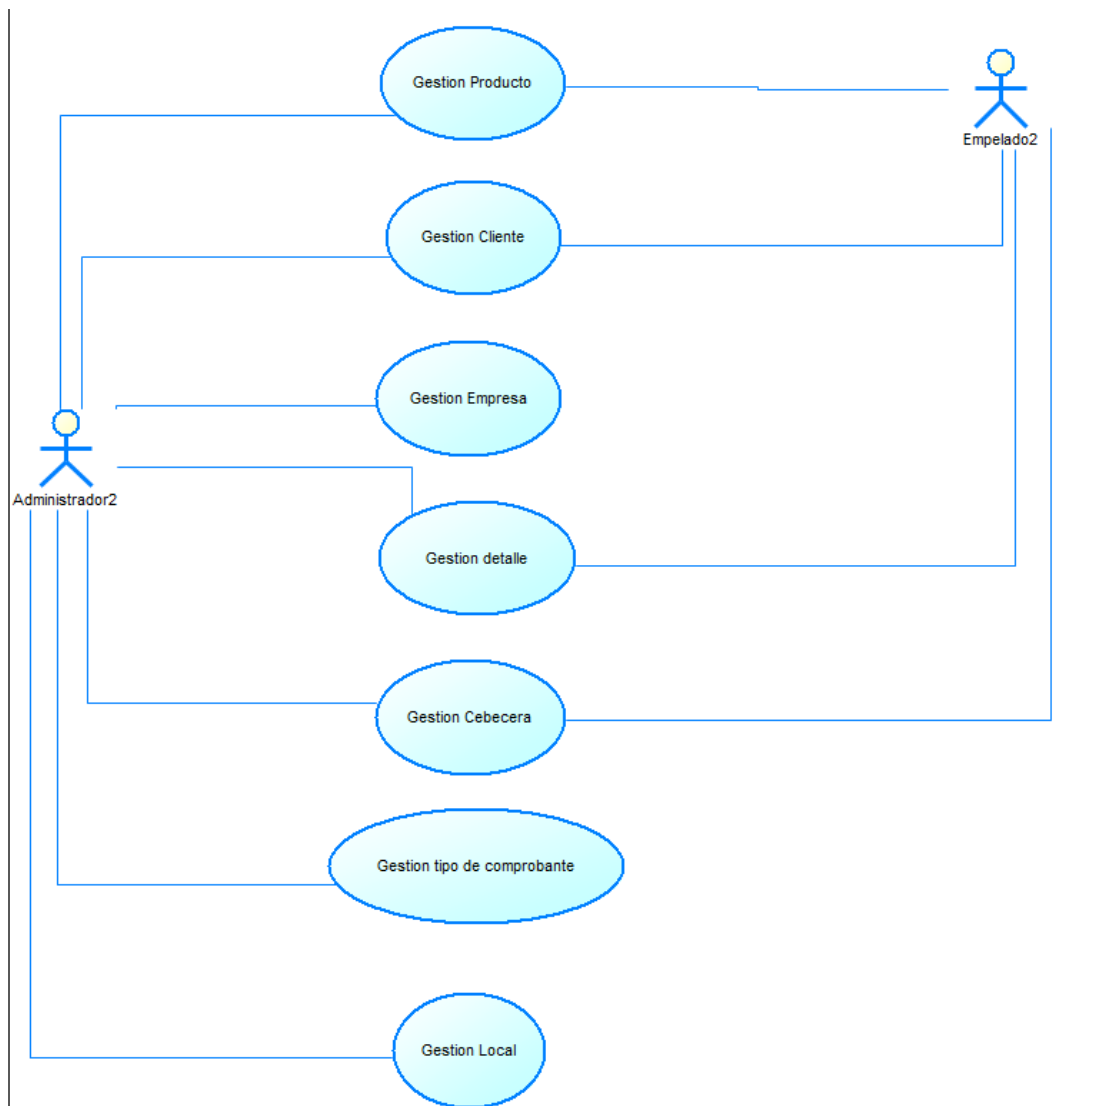 Gestion Producto
Empelado2
Gestion Cliente
Gestion Empresa
Administrador2
Gestion detalle
Gestion Cebecera
Gestion tipo de comprobante
Gestion Local